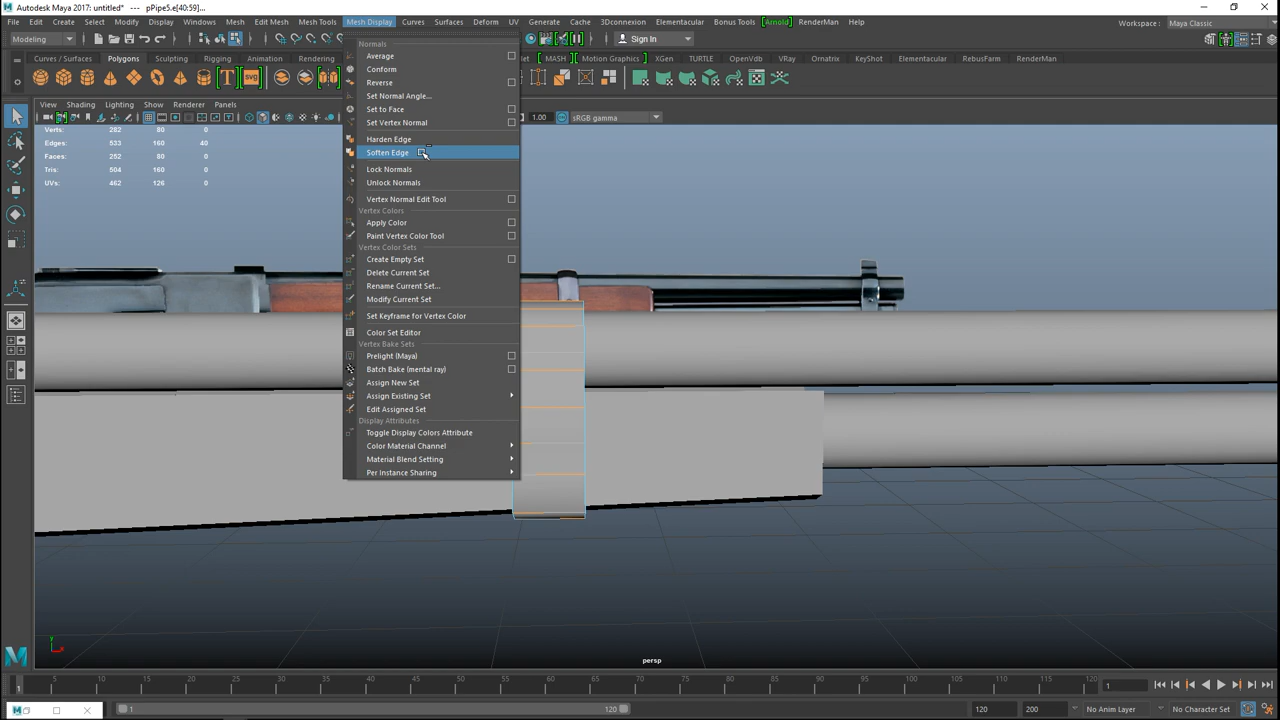 Autodesk Maya 2017: untitled*   ---   pPipe5.e[40:59]...
File Edit Create Select Modify Display Windows Mesh Edit Mesh Mesh Tools Mesh Display Curves Surfaces Deform UV Generate Cache 3Dconnexion Elementacular Bonus Tools [Arnold] RenderMan Help
Workspace : Maya Classic
Modeling
Sign In
Curves / Surfaces Polygons Sculpting Rigging Animation Rendering
MASH Motion Graphics XGen TURTLE OpenVdb VRay Ornatrix KeyShot Elementacular RebusFarm RenderMan
View Shading Lighting Show Renderer Panels
1.00 sRGB gamma
Verts: 282 80 0
Edges: 533 160 40
Faces: 252 80 0
Tris: 504 160 0
UVs: 462 126 0
Normals
Average
Conform
Reverse
Set Normal Angle...
Set to Face
Set Vertex Normal
Harden Edge
Soften Edge
Lock Normals
Unlock Normals
Vertex Normal Edit Tool
Vertex Colors
Apply Color
Paint Vertex Color Tool
Vertex Color Sets
Create Empty Set
Delete Current Set
Rename Current Set...
Modify Current Set
Set Keyframe for Vertex Color
Color Set Editor
Vertex Bake Sets
Prelight (Maya)
Batch Bake (mental ray)
Assign New Set
Assign Existing Set
Edit Assigned Set
Display Attributes
Toggle Display Colors Attribute
Color Material Channel
Material Blend Setting
Per Instance Sharing
persp
1 5 10 15 20 25 30 35 40 45 50 55 60 65 70 75 80 85 90 95 100 105 110 115 120
1
1 120 120 200 No Anim Layer No Character Set